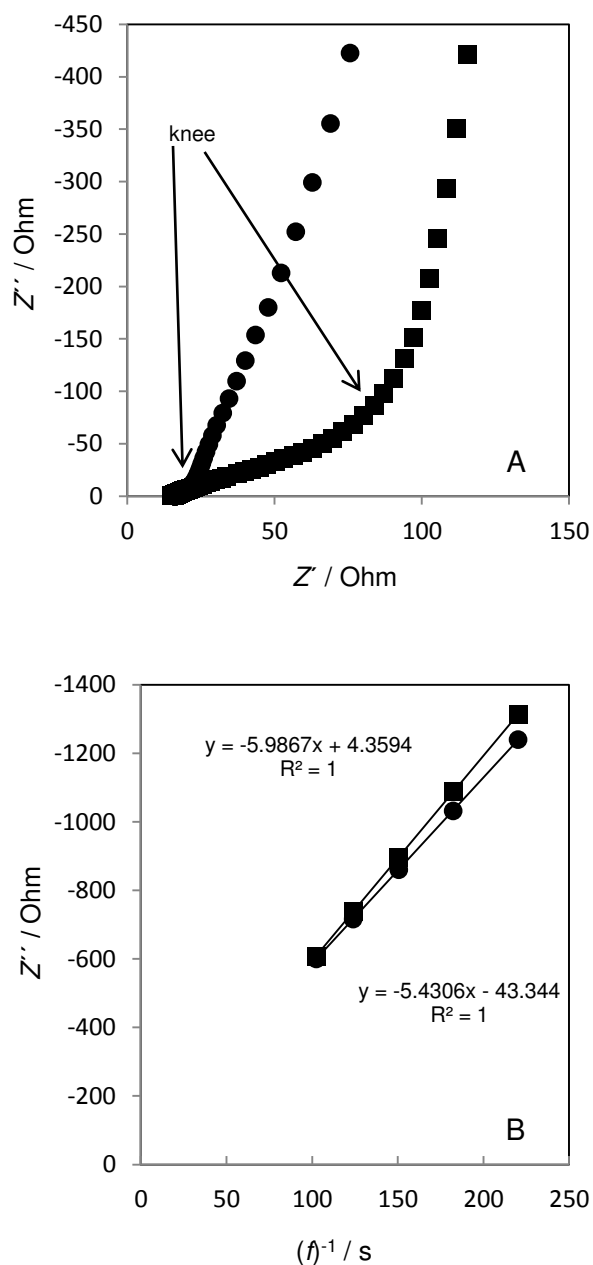 -450
-400
-350
-300
-250
-200
-150
-100
-50
0
Z´´ / Ohm
knee
A
0 50 100 150
Z´ / Ohm
-1400
-1200
-1000
-800
-600
-400
-200
0
Z´´ / Ohm
y = -5.9867x + 4.3594
R² = 1
y = -5.4306x - 43.344
R² = 1
B
0 50 100 150 200 250
(f)⁻¹ / s